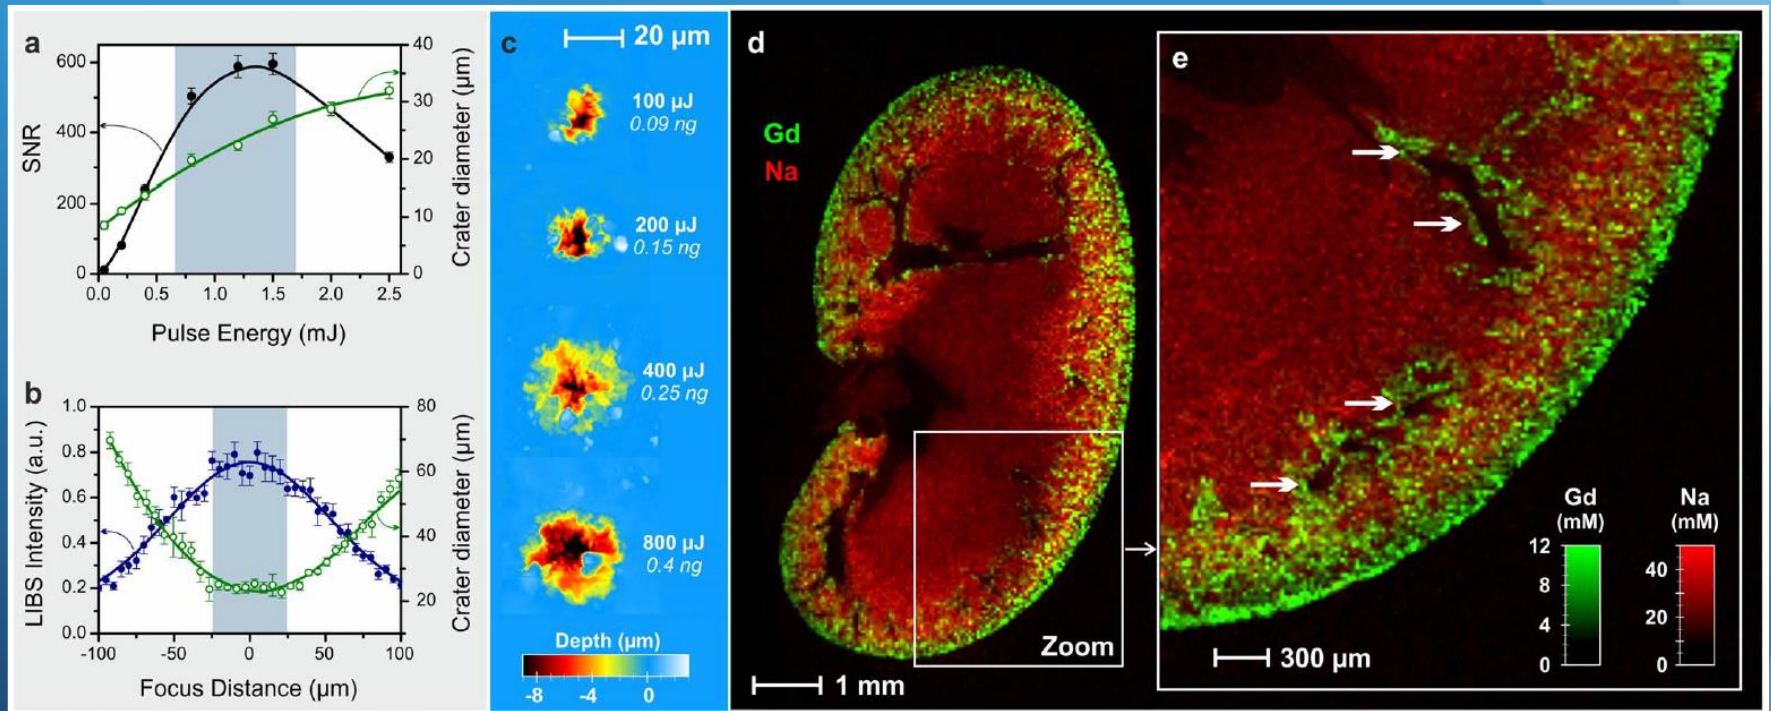 a
SNR
600
400
200
0
40
30
20
10
0
Crater diameter (µm)
0.0 0.5 1.0 1.5 2.0 2.5
Pulse Energy (mJ)
b
LIBS Intensity (a.u.)
1.0
0.8
0.6
0.4
0.2
0.0
80
60
40
20
Crater diameter (µm)
-100 -50 0 50 100
Focus Distance (µm)
c
20 µm
100 µJ
0.09 ng
200 µJ
0.15 ng
400 µJ
0.25 ng
800 µJ
0.4 ng
Depth (µm)
-8 -4 0
d
Gd
Na
Zoom
1 mm
e
Gd
(mM)
12
8
4
0
Na
(mM)
40
20
0
300 µm